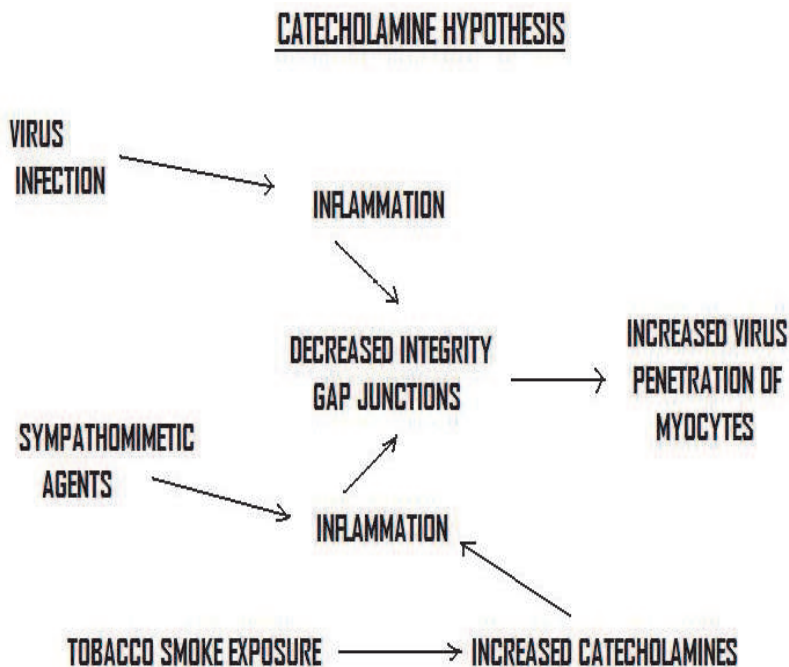 CATECHOLAMINE HYPOTHESIS
VIRUS
INFECTION
INFLAMMATION
DECREASED INTEGRITY
GAP JUNCTIONS
INCREASED VIRUS
PENETRATION OF
MYOCYTES
SYMPATHOMIMETIC
AGENTS
INFLAMMATION
TOBACCO SMOKE EXPOSURE
INCREASED CATECHOLAMINES